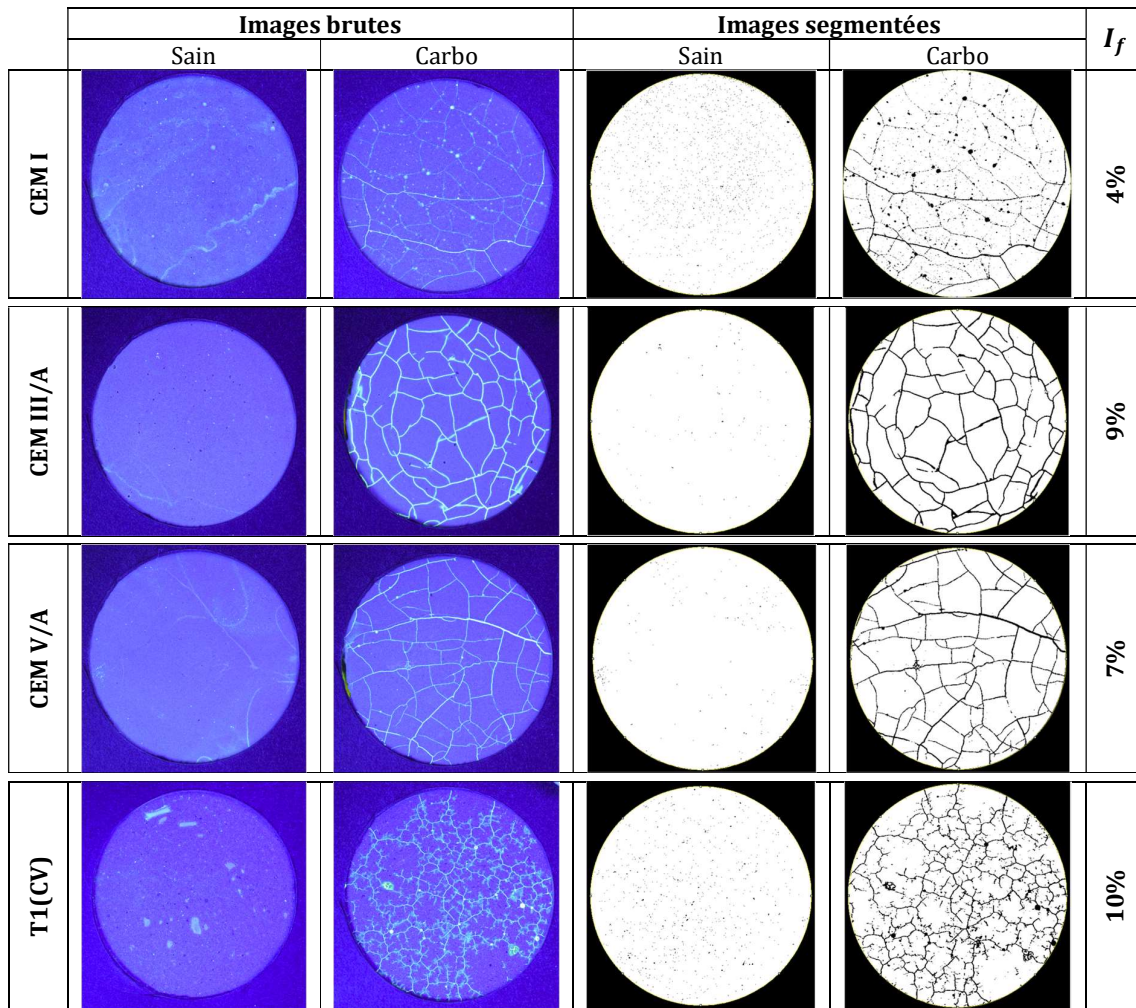 Images brutes Images segmentées I_f
Sain Carbo Sain Carbo
CEM I 4%
CEM III/A 9%
CEM V/A 7%
T1(CV) 10%